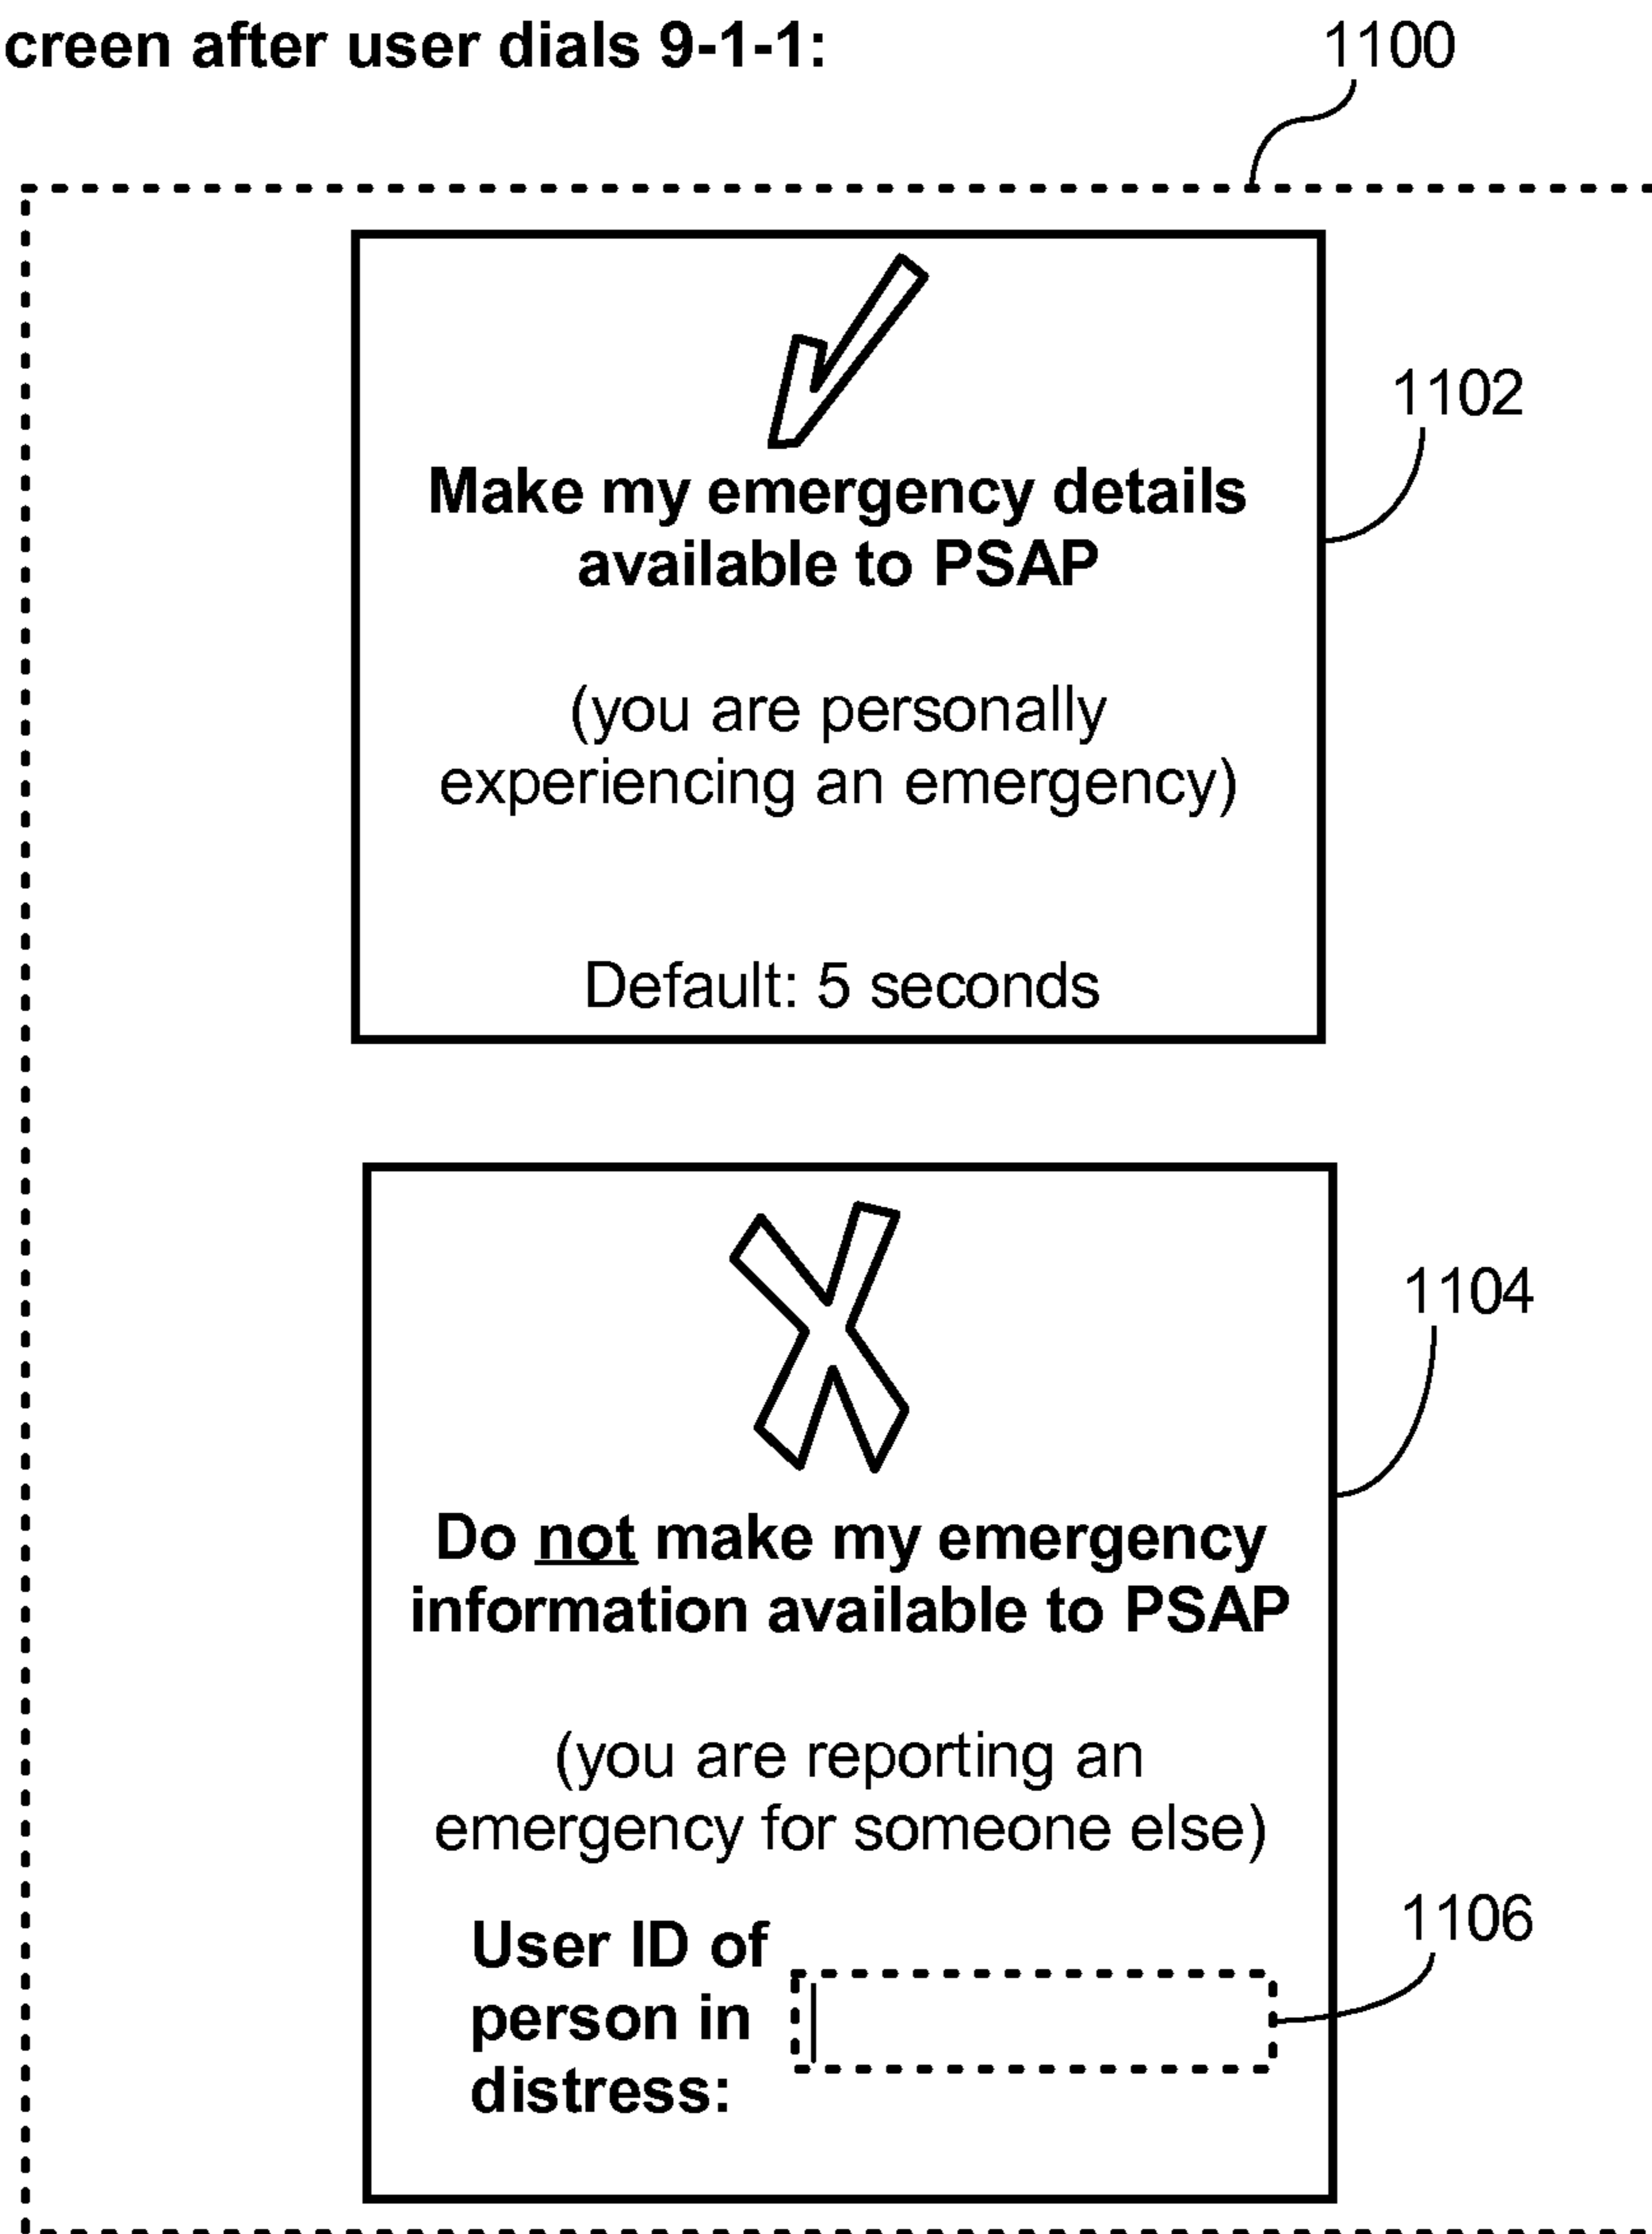 creen after user dials 9-1-1:
1100
1102
Make my emergency details
available to PSAP
(you are personally
experiencing an emergency)
Default: 5 seconds
1104
Do not make my emergency
information available to PSAP
(you are reporting an
emergency for someone else)
1106
User ID of
person in
distress: